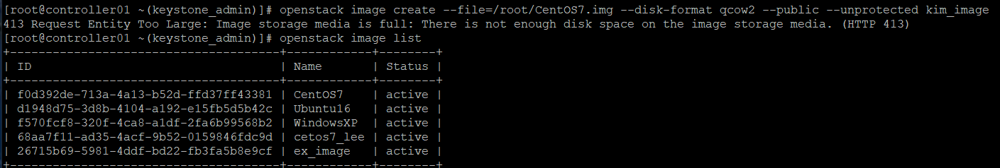 [root@controller01 ~(keystone_admin)]# openstack image create --file=/root/CentOS7.img --disk-format qcow2 --public --unprotected kim_image
413 Request Entity Too Large: Image storage media is full: There is not enough disk space on the image storage media. (HTTP 413)
[root@controller01 ~(keystone_admin)]# openstack image list
+--------------------------------------+------------+--------+
| ID                                   | Name       | Status |
+--------------------------------------+------------+--------+
| f0d392de-713a-4a13-b52d-ffd37ff43381 | CentOS7    | active |
| d1948d75-3d8b-4104-a192-e15fb5d5b42c | Ubuntu16   | active |
| f570fcf8-320f-4ca8-a1df-2fa6b99568b2 | WindowsXP  | active |
| 68aa7f11-ad35-4acf-9b52-0159846fdc9d | cetos7_lee | active |
| 26715b69-5981-4ddf-bd22-fb3fa5b8e9cf | ex_image   | active |
+--------------------------------------+------------+--------+